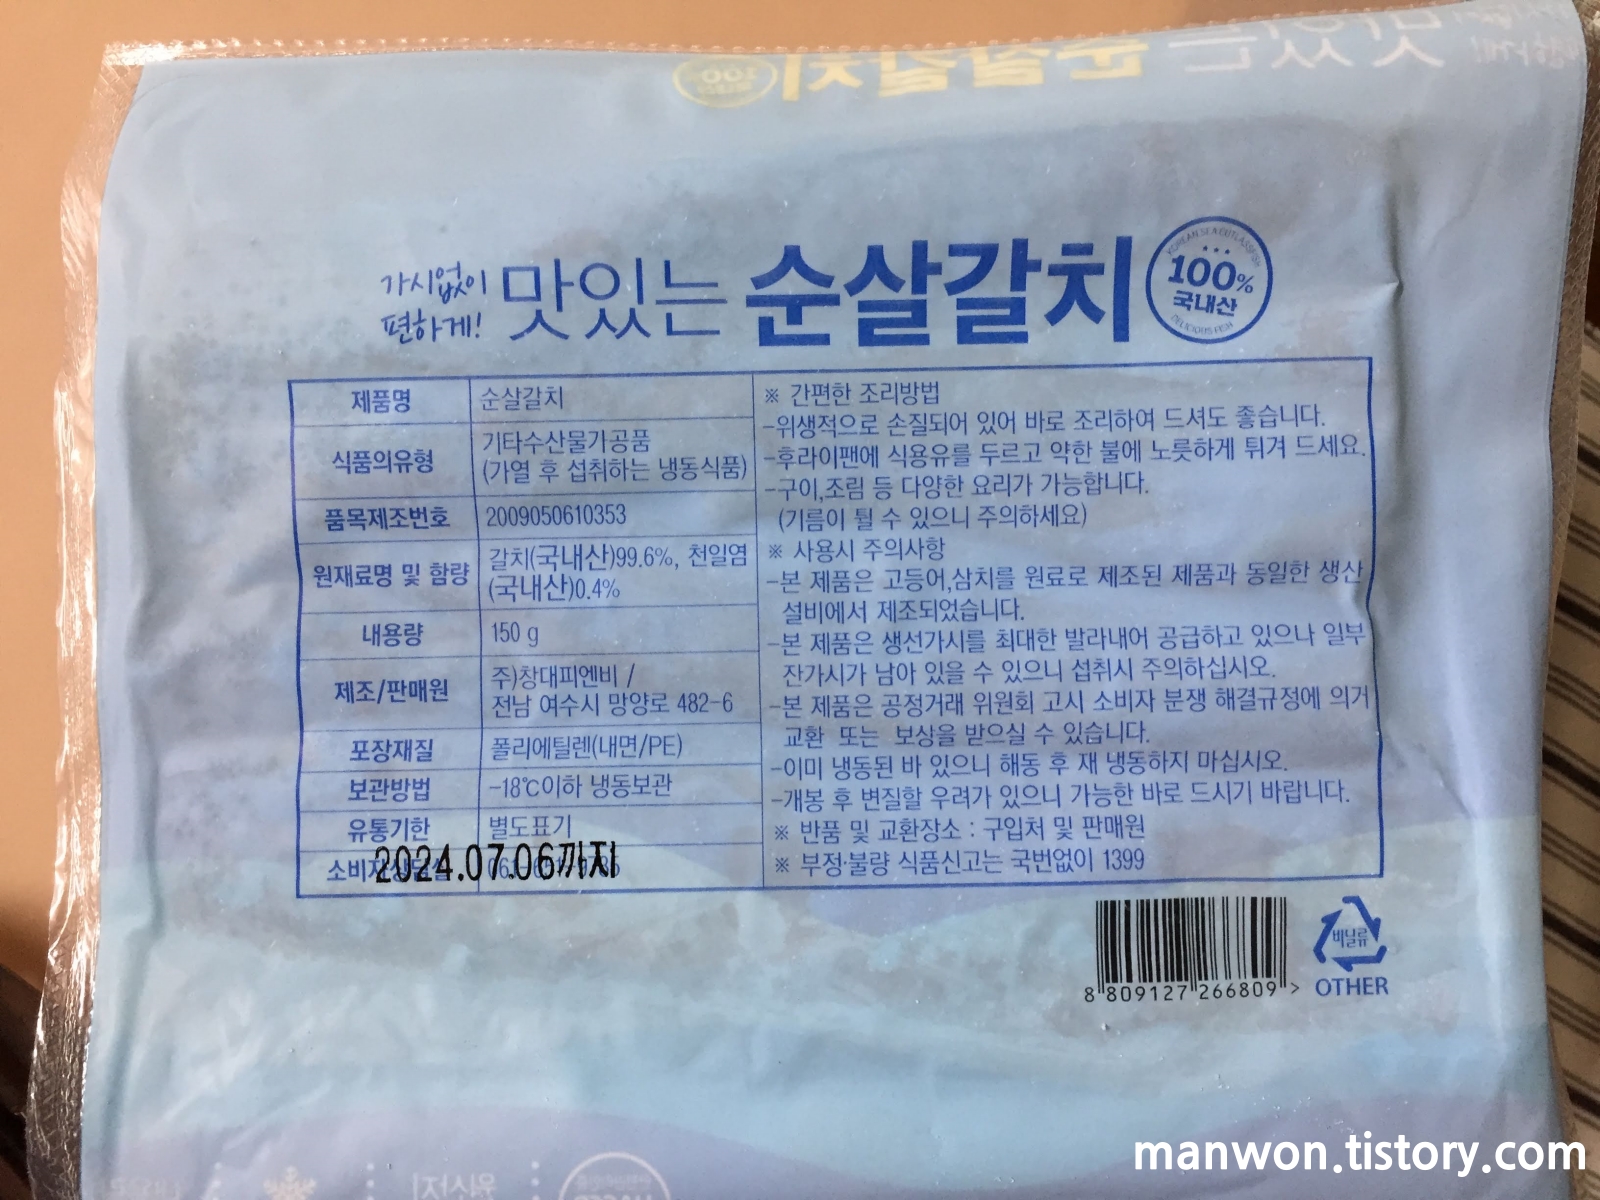 가시없이
편하게!
맛있는 순살갈치
KOREAN SEA CUTLASSFISH
100%
국내산
DELICIOUS FISH
제품명 순살갈치
식품의유형 기타수산물가공품
(가열 후 섭취하는 냉동식품)
품목제조번호 2009050610353
원재료명 및 함량 갈치(국내산)99.6%, 천일염
(국내산)0.4%
내용량 150 g
제조/판매원 주)창대피엔비 /
전남 여수시 망양로 482-6
포장재질 폴리에틸렌(내면/PE)
보관방법 -18℃이하 냉동보관
유통기한 별도표기
2024.07.06까지
※ 간편한 조리방법
-위생적으로 손질되어 있어 바로 조리하여 드셔도 좋습니다.
-후라이팬에 식용유를 두르고 약한 불에 노릇하게 튀겨 드세요.
-구이,조림 등 다양한 요리가 가능합니다.
(기름이 튈 수 있으니 주의하세요)
※ 사용시 주의사항
-본 제품은 고등어,삼치를 원료로 제조된 제품과 동일한 생산
설비에서 제조되었습니다.
-본 제품은 생선가시를 최대한 발라내어 공급하고 있으나 일부
잔가시가 남아 있을 수 있으니 섭취시 주의하십시오.
-본 제품은 공정거래 위원회 고시 소비자 분쟁 해결규정에 의거
교환 또는 보상을 받으실 수 있습니다.
-이미 냉동된 바 있으니 해동 후 재 냉동하지 마십시오.
-개봉 후 변질할 우려가 있으니 가능한 바로 드시기 바랍니다.
※ 반품 및 교환장소 : 구입처 및 판매원
※ 부정·불량 식품신고는 국번없이 1399
8 809127 266809 >
비닐류
OTHER
manwon.tistory.com